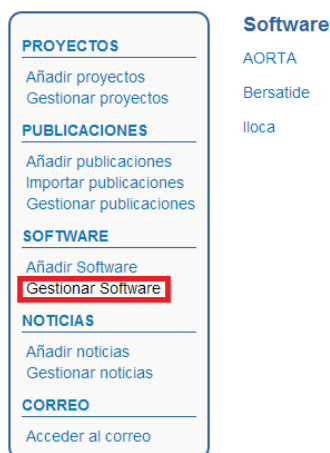 PROYECTOS
Añadir proyectos
Gestionar proyectos
PUBLICACIONES
Añadir publicaciones
Importar publicaciones
Gestionar publicaciones
SOFTWARE
Añadir Software
Gestionar Software
NOTICIAS
Añadir noticias
Gestionar noticias
CORREO
Acceder al correo
Software
AORTA
Bersatide
Iloca